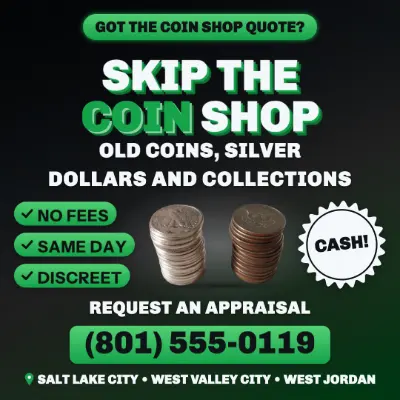 GOT THE COIN SHOP QUOTE?
SKIP THE
COIN SHOP
OLD COINS, SILVER
DOLLARS AND COLLECTIONS
NO FEES
SAME DAY
DISCREET
CASH!
REQUEST AN APPRAISAL
(801) 555-0119
SALT LAKE CITY • WEST VALLEY CITY • WEST JORDAN